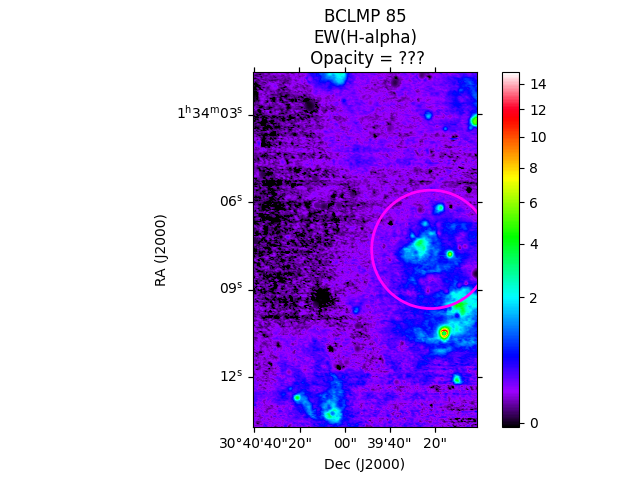 BCLMP 85
EW(H-alpha)
Opacity = ???
1ʰ34ᵐ03ˢ
06ˢ
09ˢ
12ˢ
RA (J2000)
30°40'40"20" 00" 39'40" 20"
Dec (J2000)
14
12
10
8
6
4
2
0